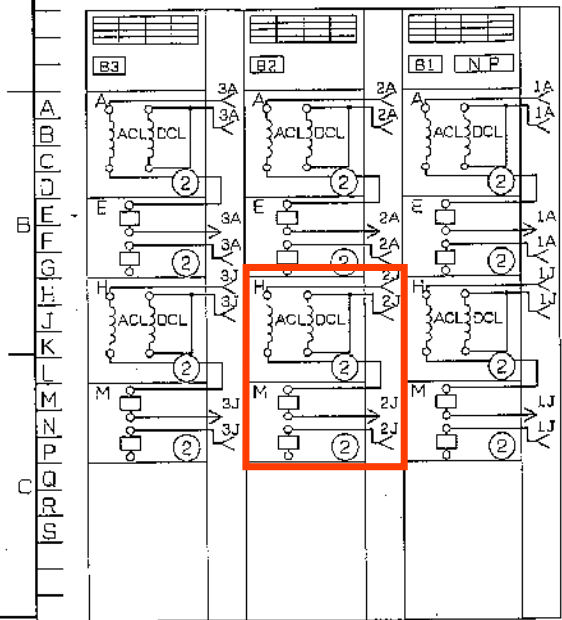 B3 B2 B1 N P
3A 2A 1A
A A A A
3A 2A 1A
B ACL DCL ACL DCL ACL DCL
C
D 2 2 2
E E E E
B
3A 2A 1A
F
3A 2A 1A
G 2 2 2
3J 2J 1J
H H H H
3J 2J 1J
J ACL DCL ACL DCL ACL DCL
K
L 2 2 2
M M M M
3J 2J 1J
N
3J 2J 1J
P 2 2 2
C
Q
R
S